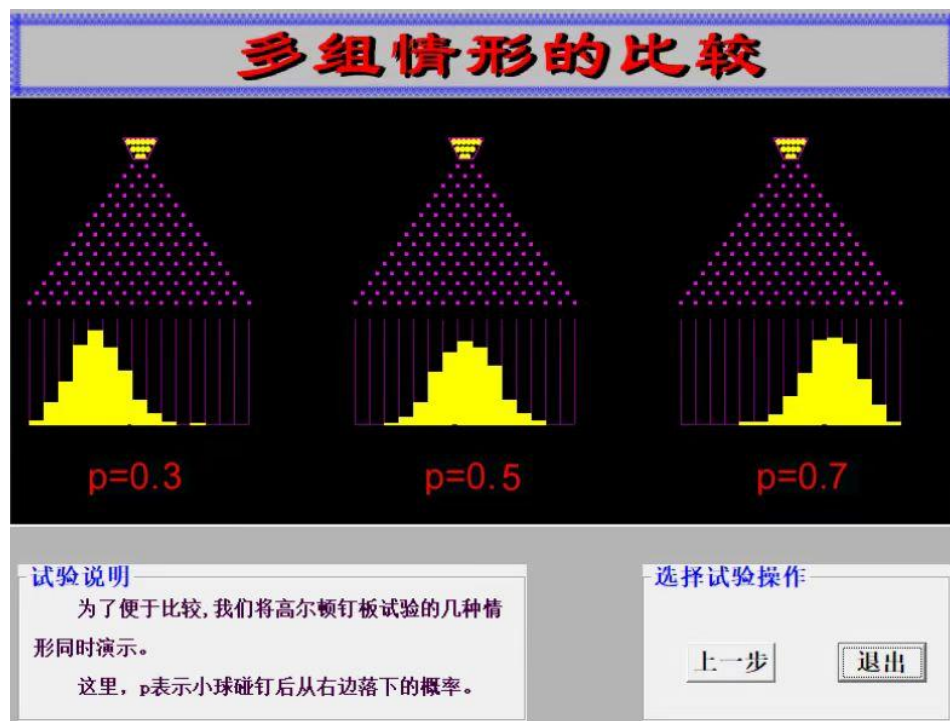 多组情形的比较
p=0.3
p=0.5
p=0.7
试验说明
为了便于比较,我们将高尔顿钉板试验的几种情
形同时演示。
这里，p表示小球碰钉后从右边落下的概率。
选择试验操作
上一步
退出